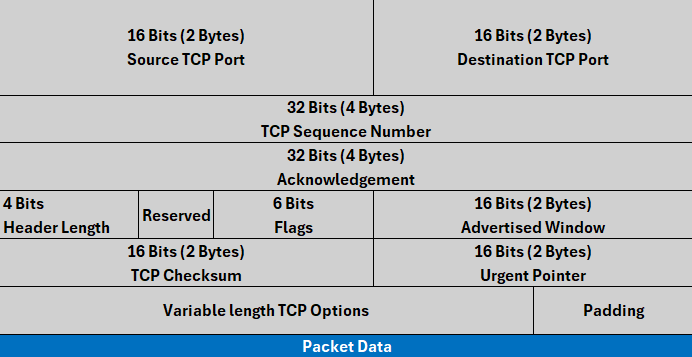 16 Bits (2 Bytes)
Source TCP Port
16 Bits (2 Bytes)
Destination TCP Port
32 Bits (4 Bytes)
TCP Sequence Number
32 Bits (4 Bytes)
Acknowledgement
4 Bits
Header Length
Reserved
6 Bits
Flags
16 Bits (2 Bytes)
Advertised Window
16 Bits (2 Bytes)
TCP Checksum
16 Bits (2 Bytes)
Urgent Pointer
Variable length TCP Options
Padding
Packet Data